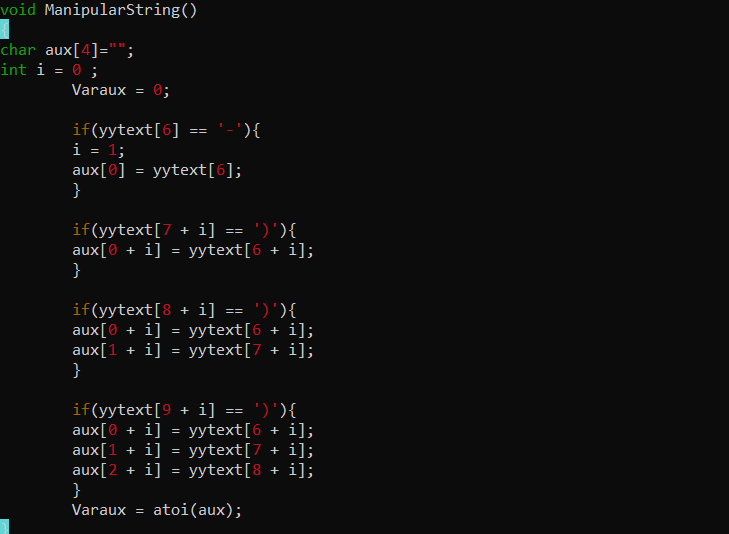 void ManipularString()
{
char aux[4]="";
int i = 0 ;
Varaux = 0;
if(yytext[6] == '-'){
i = 1;
aux[0] = yytext[6];
}
if(yytext[7 + i] == ')'){
aux[0 + i] = yytext[6 + i];
}
if(yytext[8 + i] == ')'){
aux[0 + i] = yytext[6 + i];
aux[1 + i] = yytext[7 + i];
}
if(yytext[9 + i] == ')'){
aux[0 + i] = yytext[6 + i];
aux[1 + i] = yytext[7 + i];
aux[2 + i] = yytext[8 + i];
}
Varaux = atoi(aux);
}